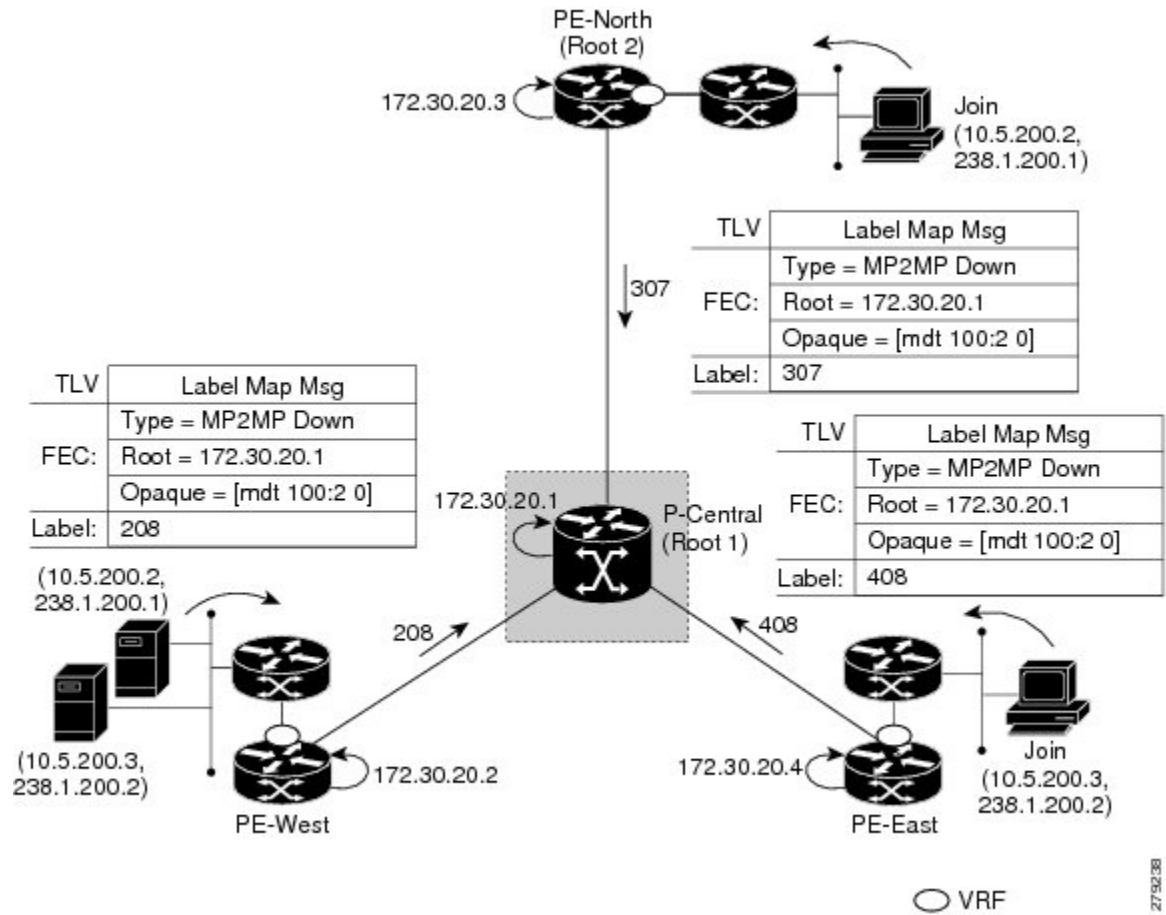 PE-North
(Root 2)
172.30.20.3
Join
(10.5.200.2,
238.1.200.1)
TLV
Label Map Msg
FEC:
Type = MP2MP Down
Root = 172.30.20.1
Opaque = [mdt 100:2 0]
Label:
307
307
TLV
Label Map Msg
FEC:
Type = MP2MP Down
Root = 172.30.20.1
Opaque = [mdt 100:2 0]
Label:
208
TLV
Label Map Msg
FEC:
Type = MP2MP Down
Root = 172.30.20.1
Opaque = [mdt 100:2 0]
Label:
408
172.30.20.1
P-Central
(Root 1)
(10.5.200.2,
238.1.200.1)
208
408
(10.5.200.3,
238.1.200.2)
172.30.20.2
PE-West
172.30.20.4
PE-East
Join
(10.5.200.3,
238.1.200.2)
VRF
279238